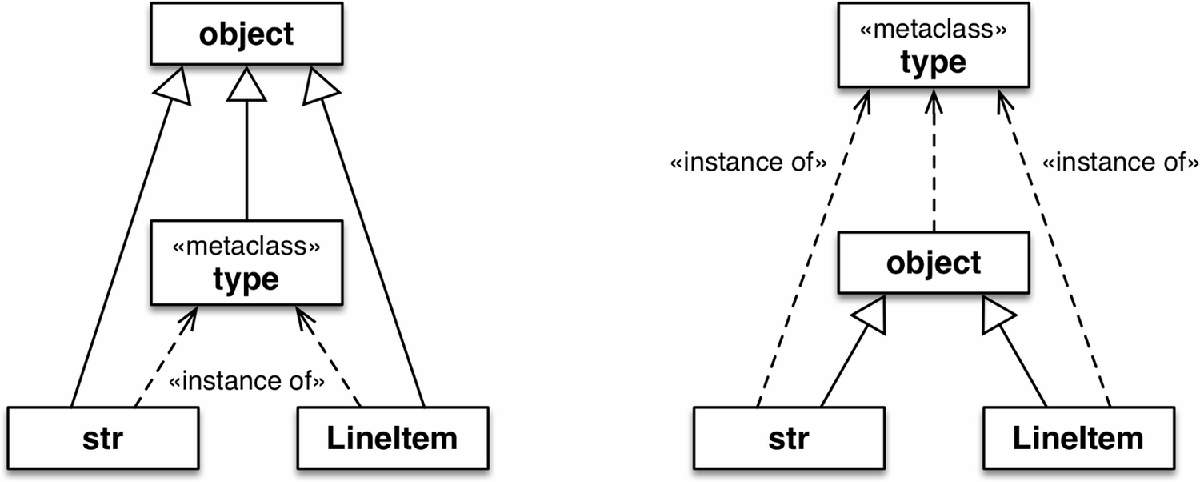 object
«metaclass»
type
«instance of»
str
LineItem
«metaclass»
type
«instance of»
«instance of»
object
str
LineItem